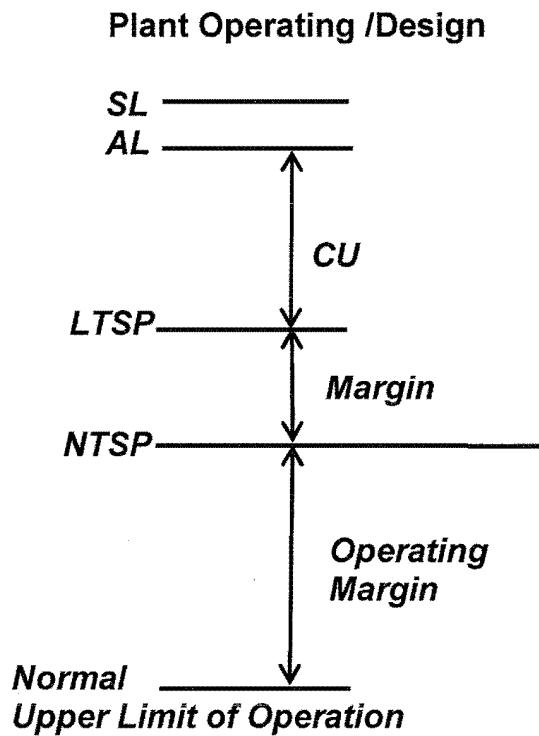 Plant Operating /Design
SL
AL
CU
LTSP
Margin
NTSP
Operating
Margin
Normal
Upper Limit of Operation